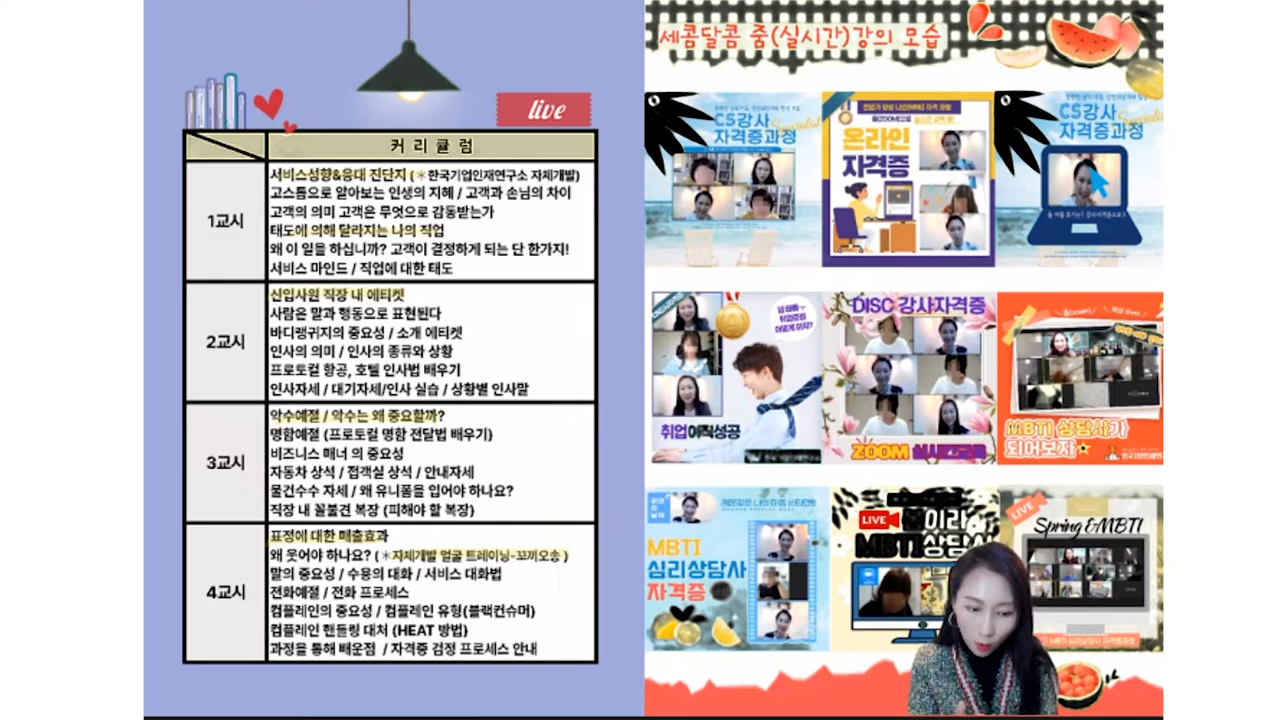 live
커리큘럼
1교시
서비스성향&응대 진단지 (*한국기업인재연구소 자체개발)
고스톱으로 알아보는 인생의 지혜 / 고객과 손님의 차이
고객의 의미 고객은 무엇으로 감동받는가
태도에 의해 달라지는 나의 직업
왜 이 일을 하십니까? 고객이 결정하게 되는 단 한가지!
서비스 마인드 / 직업에 대한 태도
2교시
신입사원 직장 내 에티켓
사람은 말과 행동으로 표현된다
바디랭귀지의 중요성 / 소개 에티켓
인사의 의미 / 인사의 종류와 상황
프로토컬 항공, 호텔 인사법 배우기
인사자세 / 대기자세/인사 실습 / 상황별 인사말
3교시
악수예절 / 악수는 왜 중요할까?
명함예절 (프로토컬 명함 전달법 배우기)
비즈니스 매너 의 중요성
자동차 상석 / 접객실 상석 / 안내자세
물건수수 자세 / 왜 유니폼을 입어야 하나요?
직장 내 꼴불견 복장 (피해야 할 복장)
4교시
표정에 대한 매출효과
왜 웃어야 하나요? (*자체개발 얼굴 트레이닝-꼬끼오송 )
말의 중요성 / 수용의 대화 / 서비스 대화법
전화예절 / 전화 프로세스
컴플레인의 중요성 / 컴플레인 유형(블랙컨슈머)
컴플레인 핸들링 대처 (HEAT 방법)
과정을 통해 배운점 / 자격증 검정 프로세스 안내
세콤달콤 줌(실시간)강의 모습
CS강사
자격증과정
Specialist
온라인
자격증
CS강사
자격증과정
Specialist
취업이직성공
DISC 강사자격증
ZOOM 실시간교육
MBTI 상담사가
되어보자
MBTI
심리상담사
자격증
LIVE
이라
MBTI상담사
LIVE
Spring &MBTI
MBTI 심리상담사 자격증과정